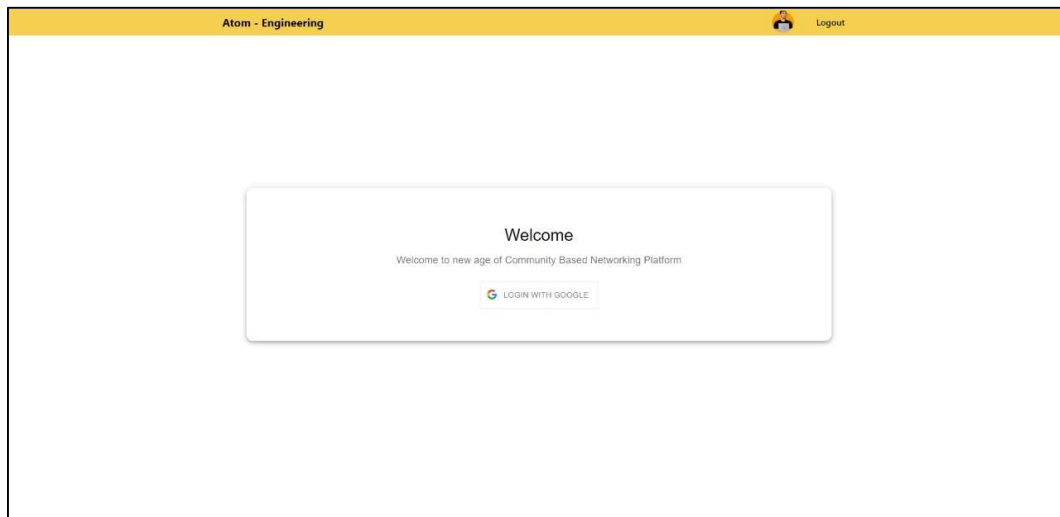 Atom - Engineering
Logout
Welcome
Welcome to new age of Community Based Networking Platform
LOGIN WITH GOOGLE